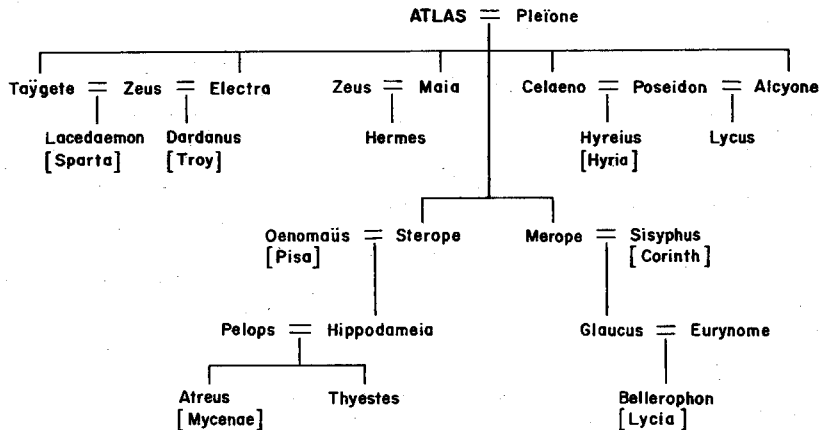 ATLAS = Pleïone
Taÿgete = Zeus = Electra Zeus = Maia Celaeno = Poseidon = Alcyone
Lacedaemon Dardanus Hermes Hyreius Lycus
[Sparta] [Troy] [Hyria]
Oenomaüs = Sterope Merope = Sisyphus
[Pisa] [Corinth]
Pelops = Hippodameia Glaucus = Eurynome
Atreus Thyestes Bellerophon
[Mycenae] [Lycia]